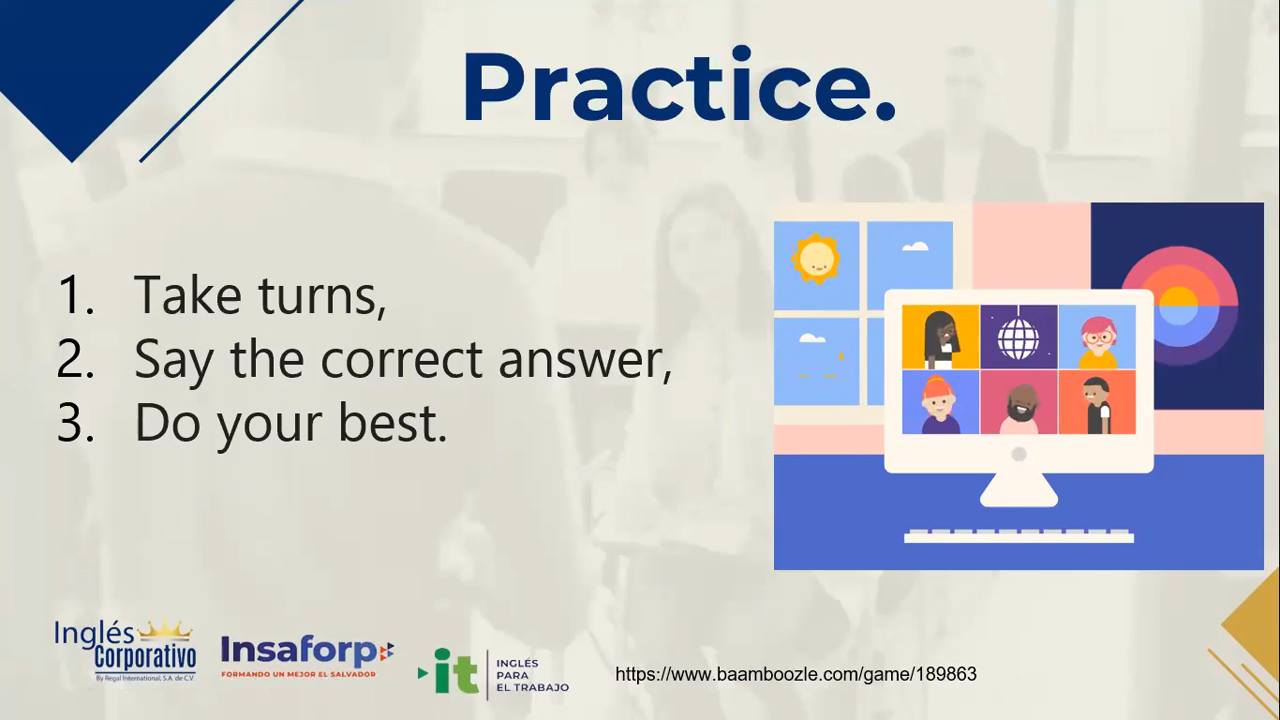 Practice.
1. Take turns,
2. Say the correct answer,
3. Do your best.
Inglés
Corporativo
By Regal International, S.A. de C.V.
Insaforp
FORMANDO UN MEJOR EL SALVADOR
it
INGLÉS
PARA
EL TRABAJO
https://www.baamboozle.com/game/189863